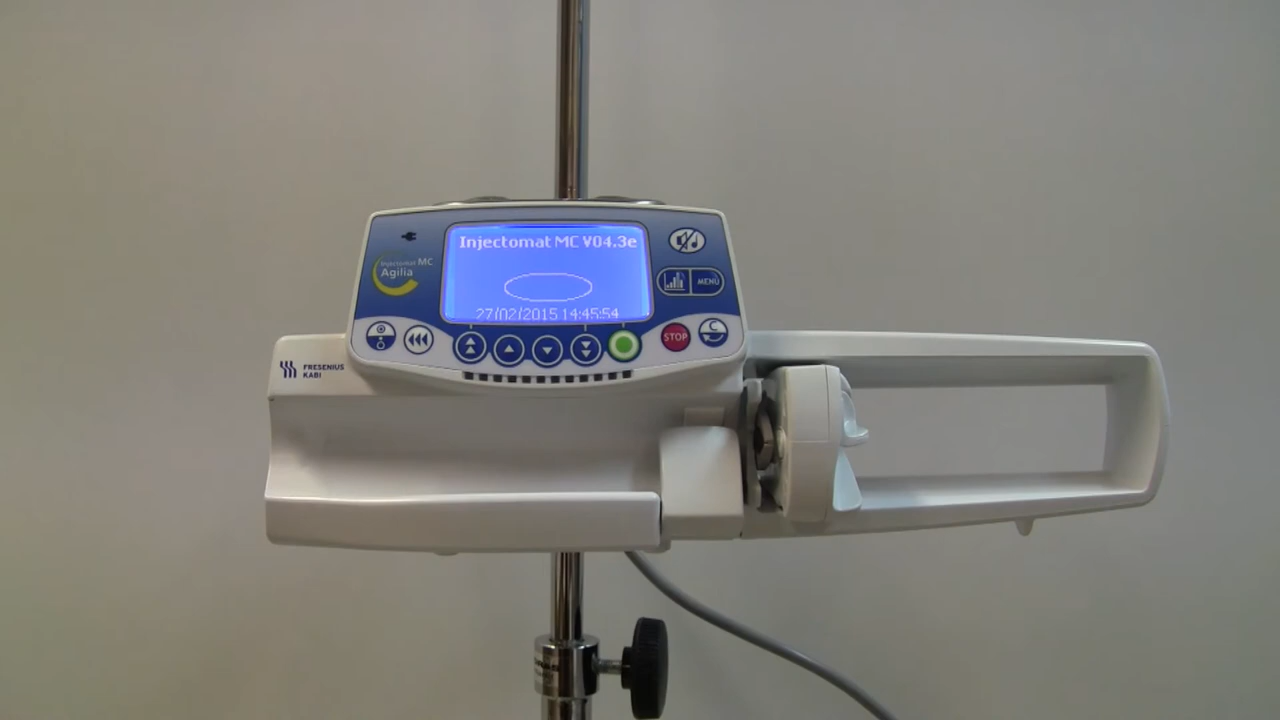 Injectomat MC V04.3e
27/02/2015 14:45:54
Injectomat MC
Agilia
MENU
STOP
C
FRESENIUS
KABI